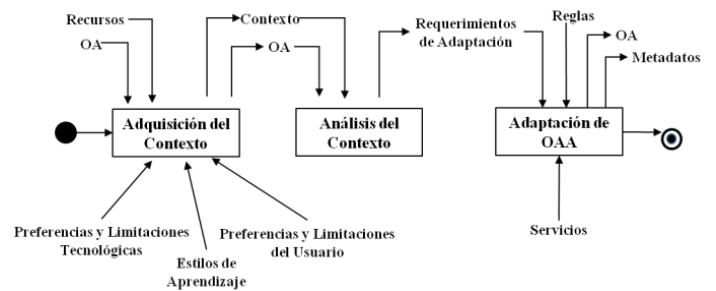 Recursos
OA
Contexto
OA
Requerimientos
de Adaptación
Reglas
OA
Metadatos
Adquisición del
Contexto
Análisis del
Contexto
Adaptación de
OAA
Preferencias y Limitaciones
Tecnológicas
Estilos de
Aprendizaje
Preferencias y Limitaciones
del Usuario
Servicios